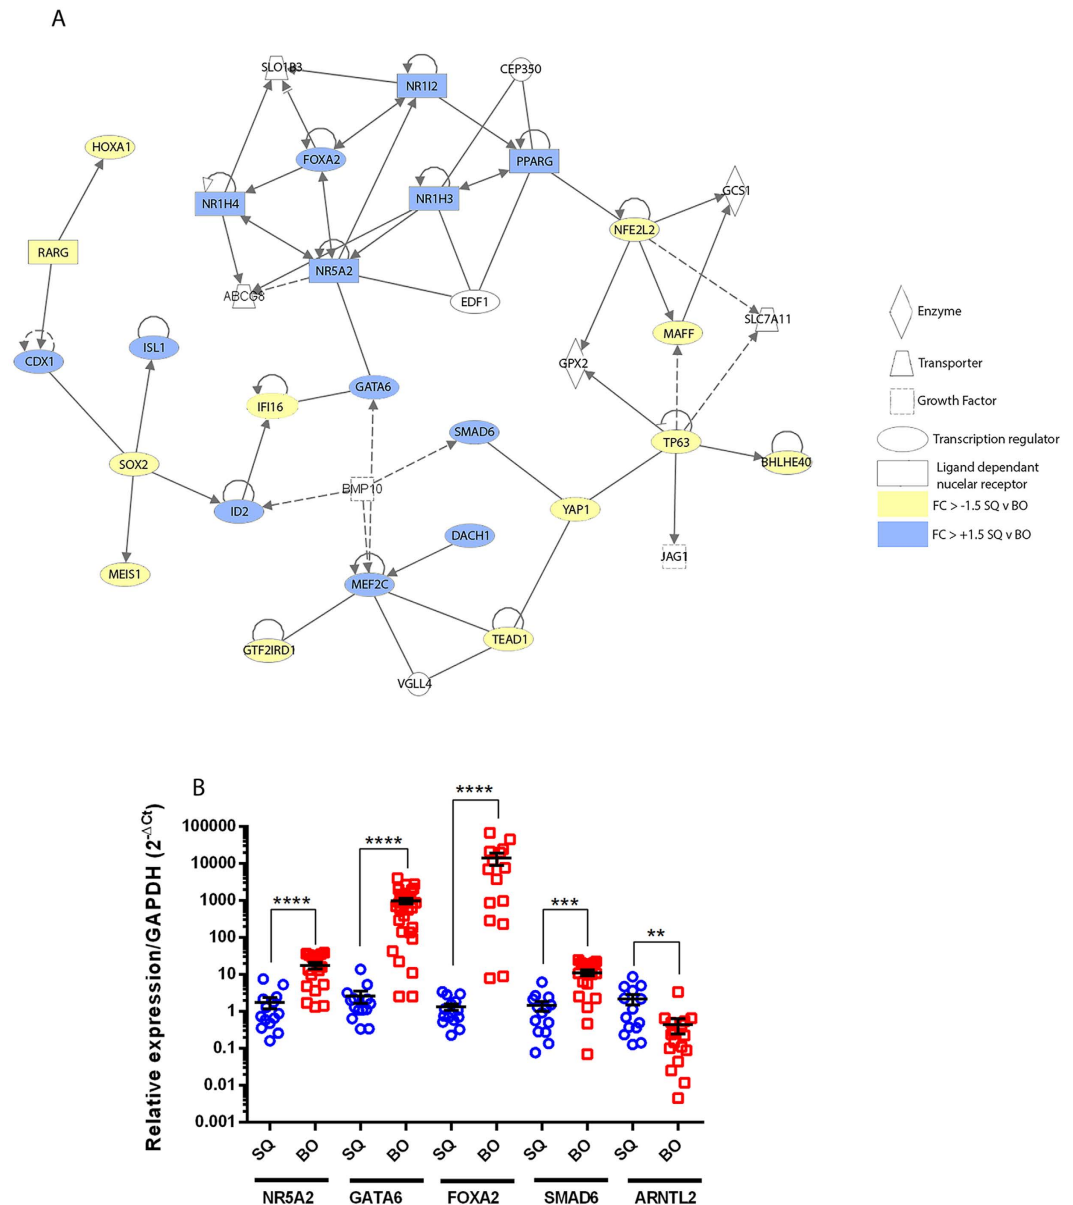 A
SLO1B3
NR1I2
CEP350
HOXA1
FOXA2
PPARG
NR1H4
NR1H3
GCS1
RARG
NFE2L2
NR5A2
ABCG8
EDF1
SLC7A11
Enzyme
MAFF
CDX1
ISL1
GPX2
Transporter
GATA6
IFI16
Growth Factor
SMAD6
TP63
Transcription regulator
SOX2
BHLHE40
Ligand dependant
nucelar receptor
BMP10
ID2
YAP1
FC > -1.5 SQ v BO
DACH1
FC > +1.5 SQ v BO
JAG1
MEIS1
MEF2C
GTF2IRD1
TEAD1
VGLL4
B
Relative expression/GAPDH (2-ΔCt)
100000
10000
1000
100
10
1
0.1
0.01
0.001
****
****
****
***
**
SQ BO SQ BO SQ BO SQ BO SQ BO
NR5A2 GATA6 FOXA2 SMAD6 ARNTL2